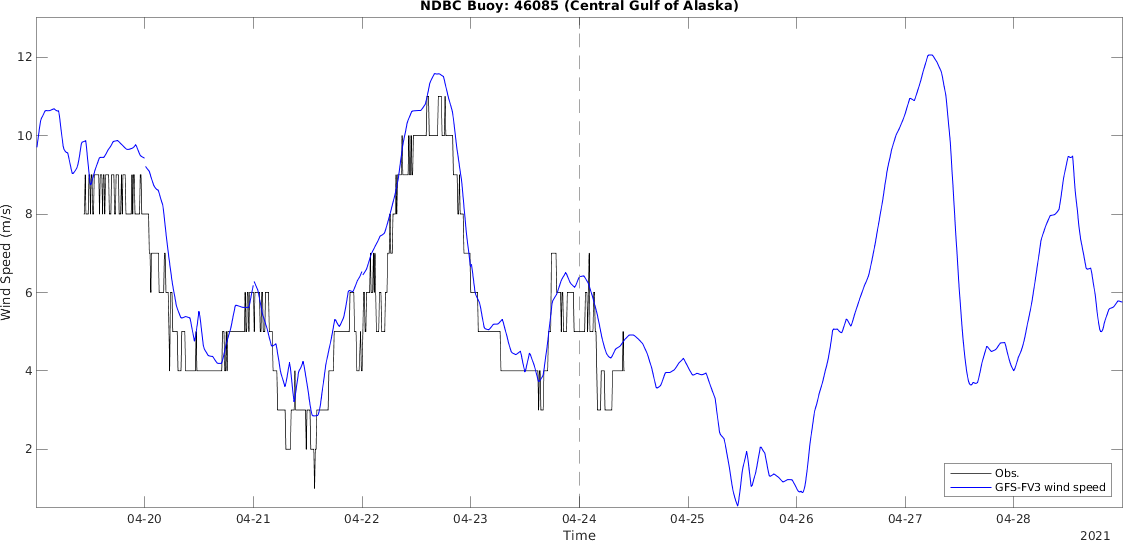 NDBC Buoy: 46085 (Central Gulf of Alaska)
12
10
8
6
4
2
Wind Speed (m/s)
Obs.
GFS-FV3 wind speed
04-20 04-21 04-22 04-23 04-24 04-25 04-26 04-27 04-28
Time
2021